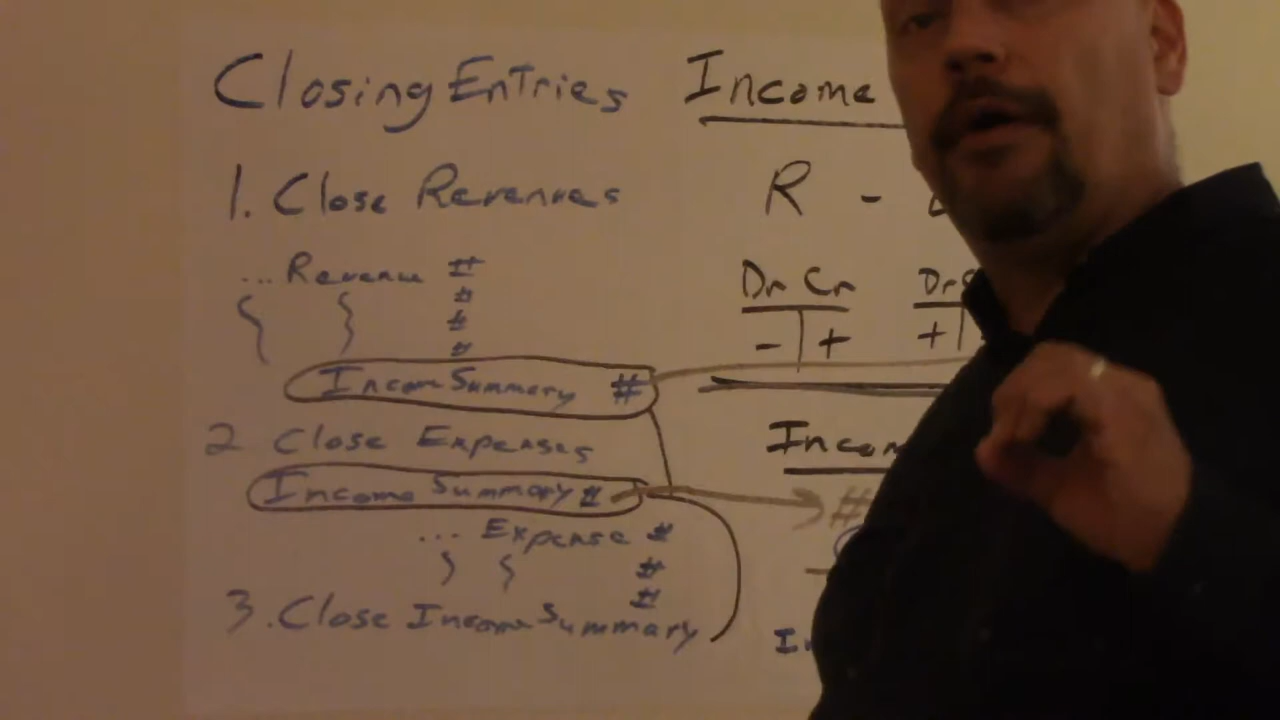 Closing Entries
1. Close Revenues
... Revenue #
#
#
#
Income Summary #
2 Close Expenses
Income Summary #
... Expense #
#
#
3. Close Income Summary
Income
R -
Dr Cr
- +
Dr
+
#